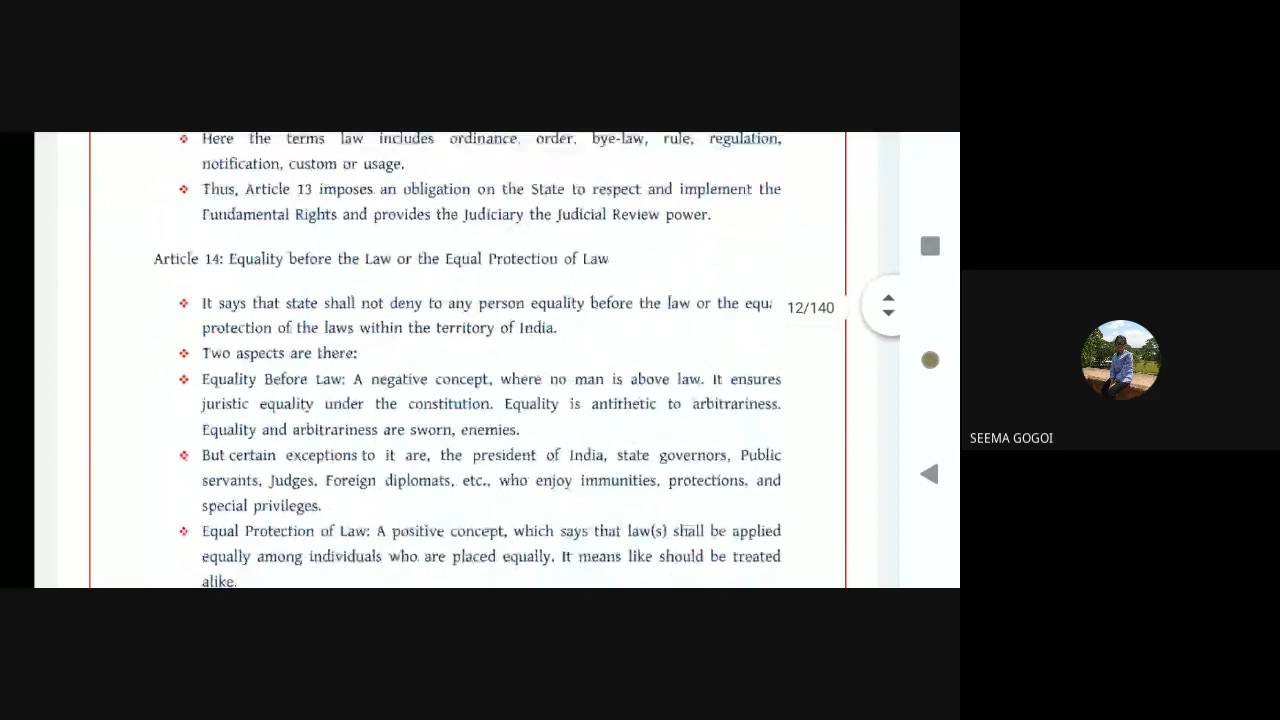 Here the terms law includes ordinance, order, bye-law, rule, regulation,
notification, custom or usage.
Thus, Article 13 imposes an obligation on the State to respect and implement the
Fundamental Rights and provides the Judiciary the Judicial Review power.
Article 14: Equality before the Law or the Equal Protection of Law
It says that state shall not deny to any person equality before the law or the equa
12/140
protection of the laws within the territory of India.
Two aspects are there:
Equality Before Law: A negative concept, where no man is above law. It ensures
juristic equality under the constitution. Equality is antithetic to arbitrariness.
Equality and arbitrariness are sworn, enemies.
But certain exceptions to it are, the president of India, state governors, Public
servants, Judges, Foreign diplomats, etc., who enjoy immunities, protections, and
special privileges.
Equal Protection of Law: A positive concept, which says that law(s) shall be applied
equally among individuals who are placed equally. It means like should be treated
alike.
SEEMA GOGOI